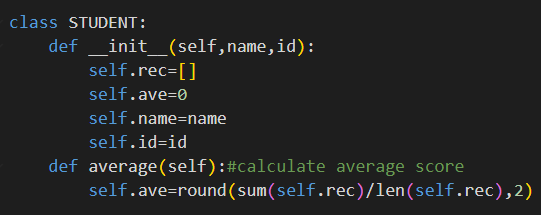 class STUDENT:
    def __init__(self,name,id):
        self.rec=[]
        self.ave=0
        self.name=name
        self.id=id
    def average(self):#calculate average score
        self.ave=round(sum(self.rec)/len(self.rec),2)